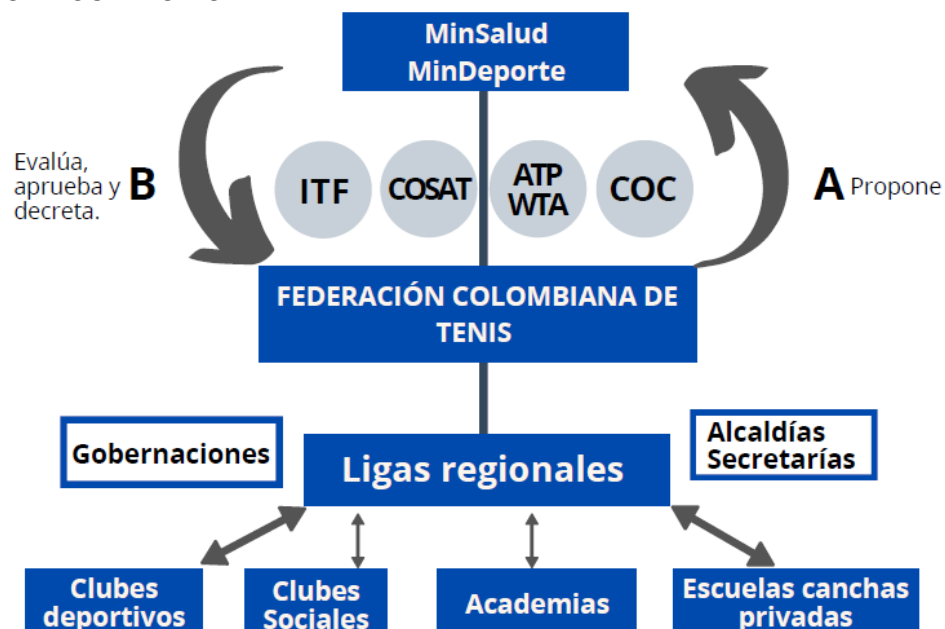 MinSalud
MinDeporte
Evalúa,
aprueba y
decreta.
B
ITF
COSAT
ATP
WTA
COC
A Propone
FEDERACIÓN COLOMBIANA DE
TENIS
Gobernaciones
Ligas regionales
Alcaldías
Secretarías
Clubes
deportivos
Clubes
Sociales
Academias
Escuelas canchas
privadas